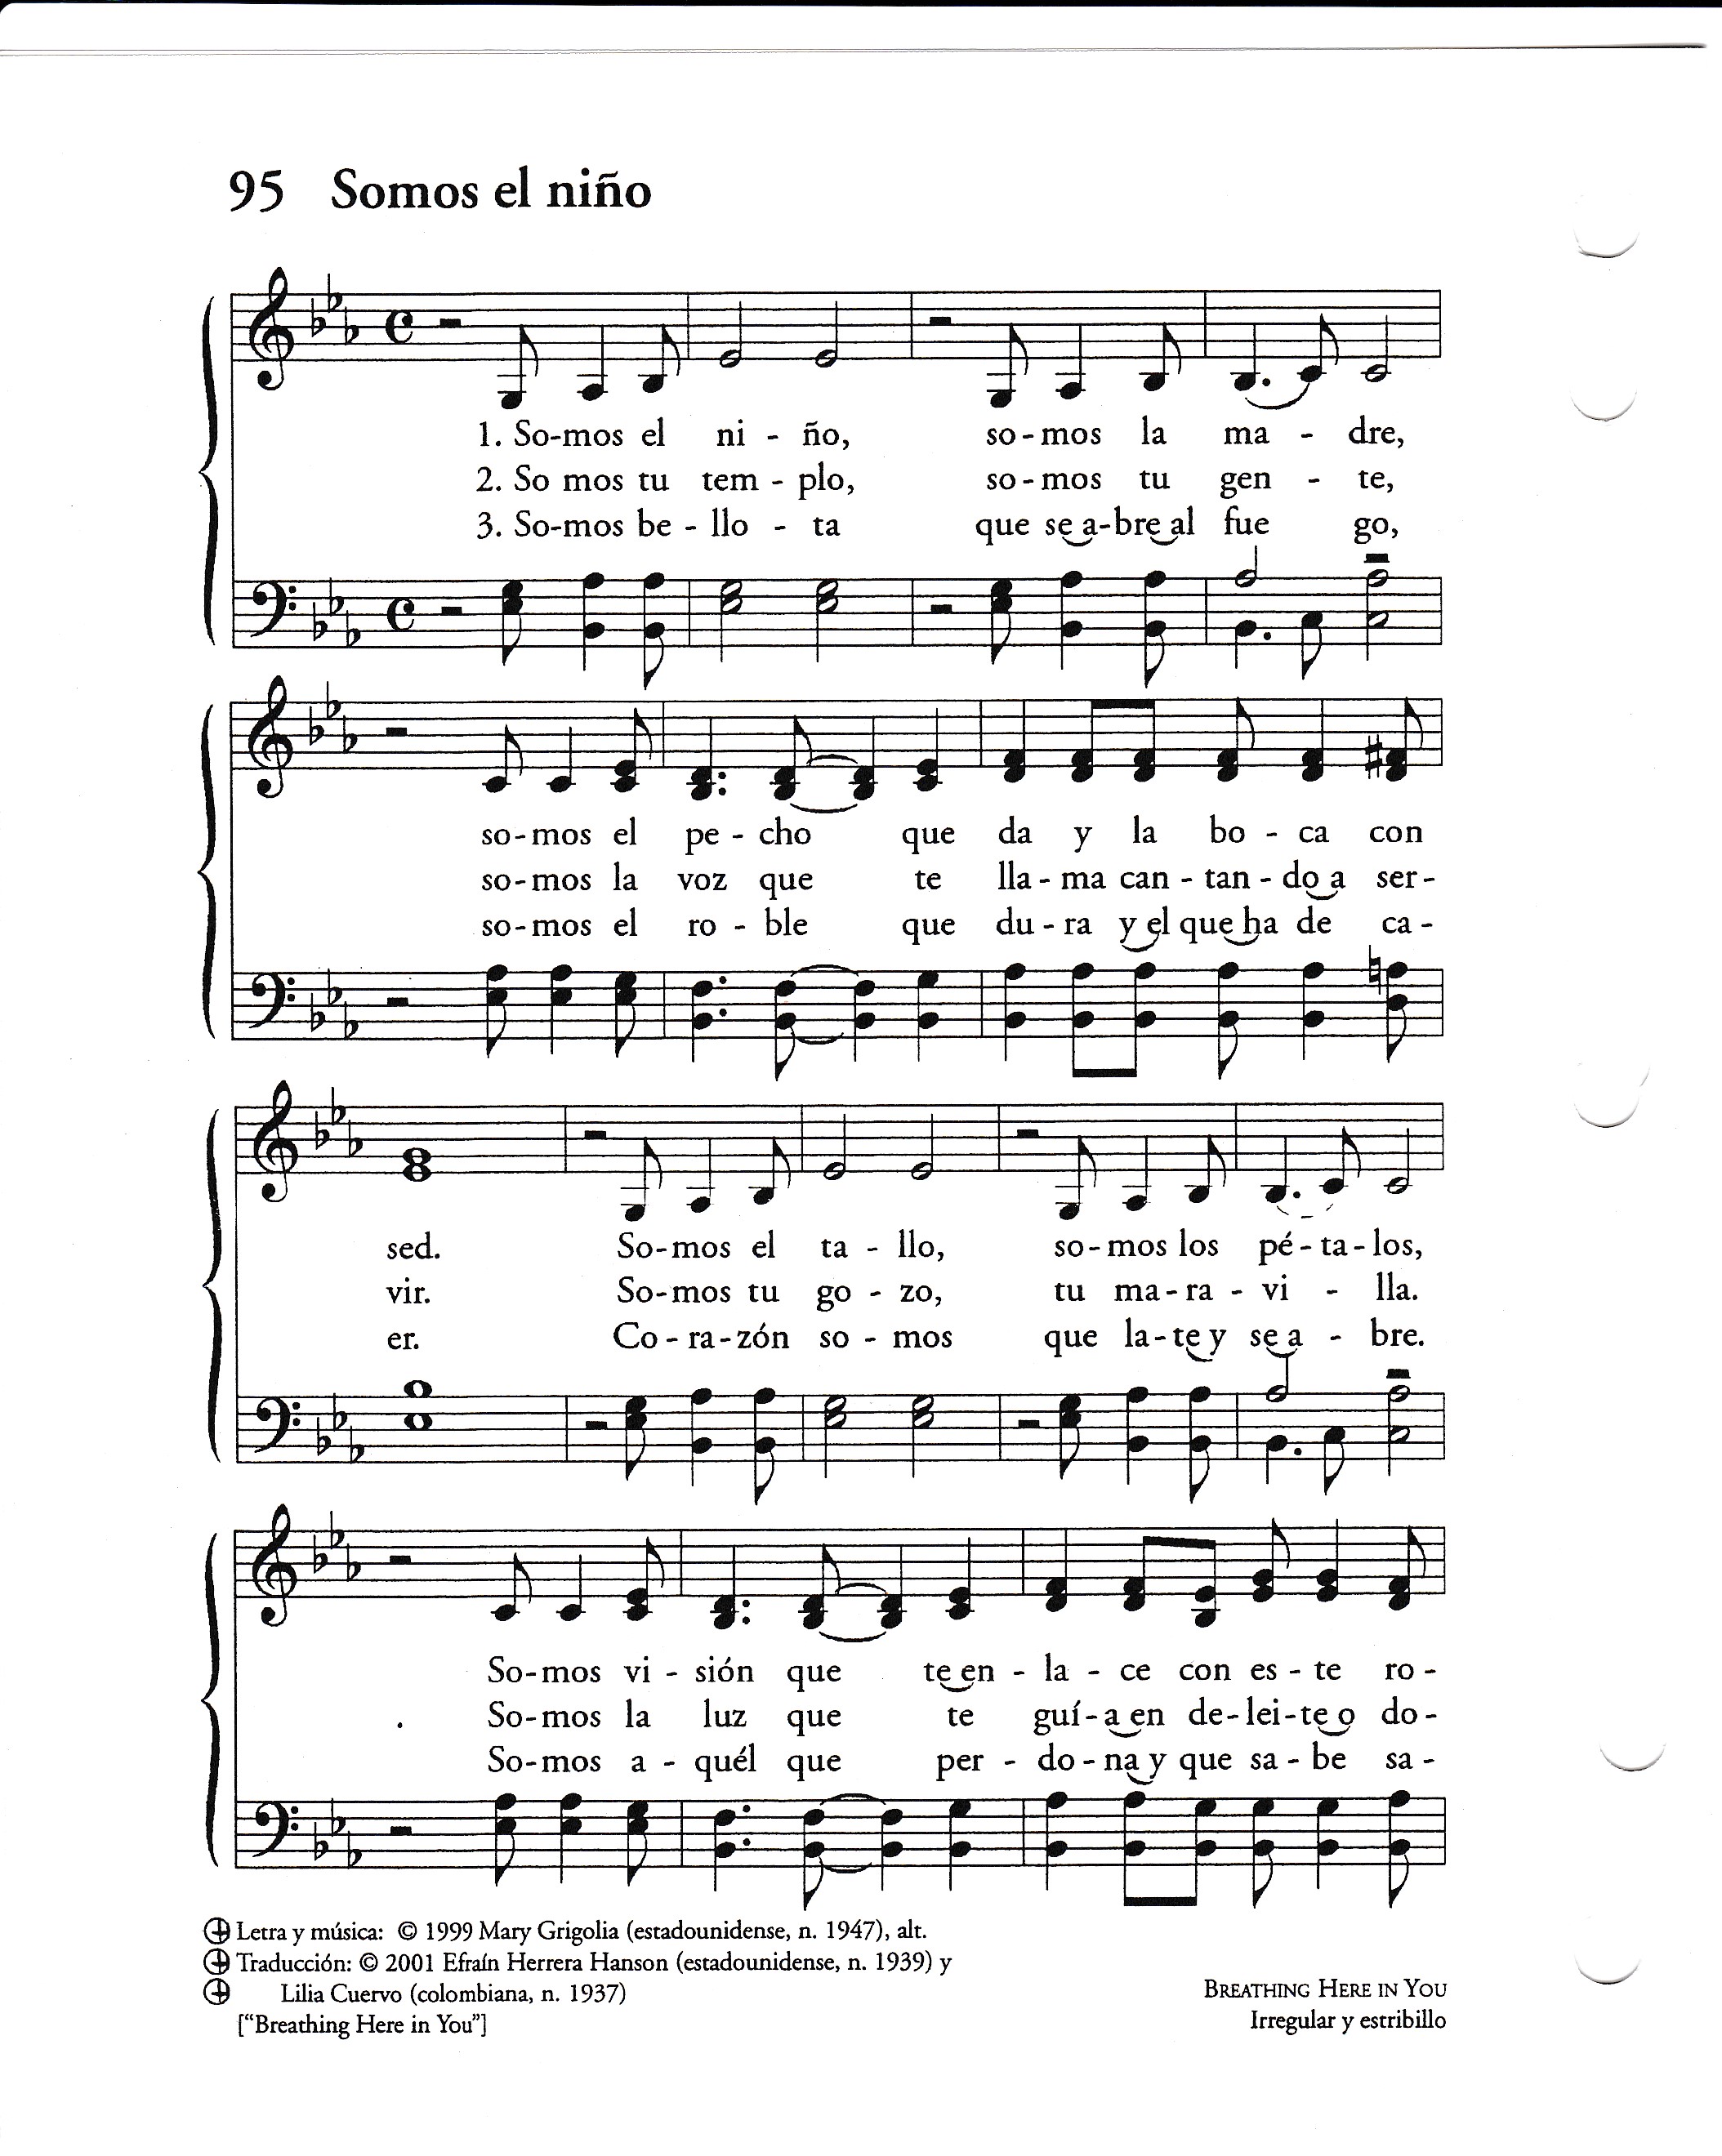 95 Somos el niño
1. So-mos el ni - ño, so-mos la ma - dre,
2. So mos tu tem - plo, so-mos tu gen - te,
3. So-mos be - llo - ta que se a-bre al fue go,
so-mos el pe - cho que da y la bo - ca con
so-mos la voz que te lla - ma can - tan - do a ser-
so-mos el ro - ble que du - ra y el que ha de ca -
sed. So-mos el ta - llo, so-mos los pé-ta-los,
vir. So-mos tu go - zo, tu ma-ra - vi - lla.
er. Co-ra-zón so - mos que la-te y se a - bre.
So-mos vi - sión que te en - la - ce con es - te ro -
So-mos la luz que te guí-a en de-lei-te o do-
So-mos a - quél que per - do-na y que sa - be sa -
Letra y música: © 1999 Mary Grigolia (estadounidense, n. 1947), alt.
Traducción: © 2001 Efraín Herrera Hanson (estadounidense, n. 1939) y
Lilia Cuervo (colombiana, n. 1937)
["Breathing Here in You"]
BREATHING HERE IN YOU
Irregular y estribillo